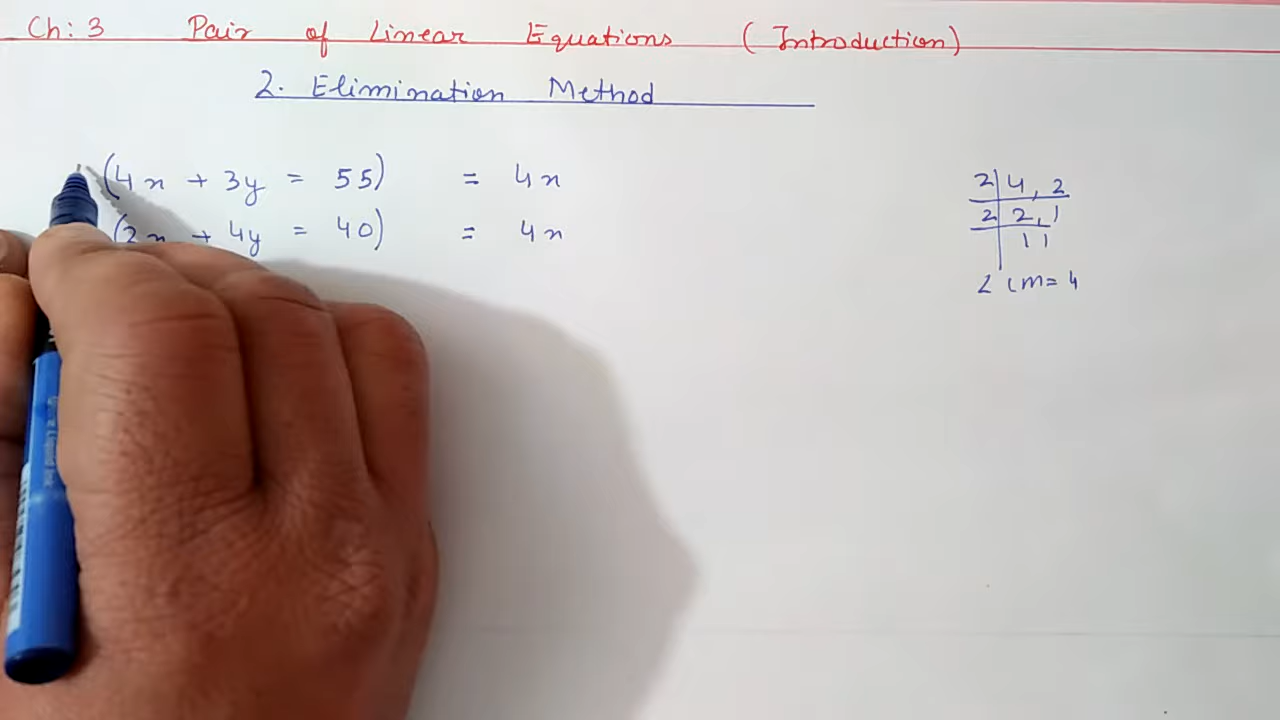 Ch: 3 Pair of Linear Equations (Introduction)
2. Elimination Method
(4x + 3y = 55) = 4x
(2x + 4y = 40) = 4x
2 | 4, 2
2 | 2, 1
1 1
LCM = 4